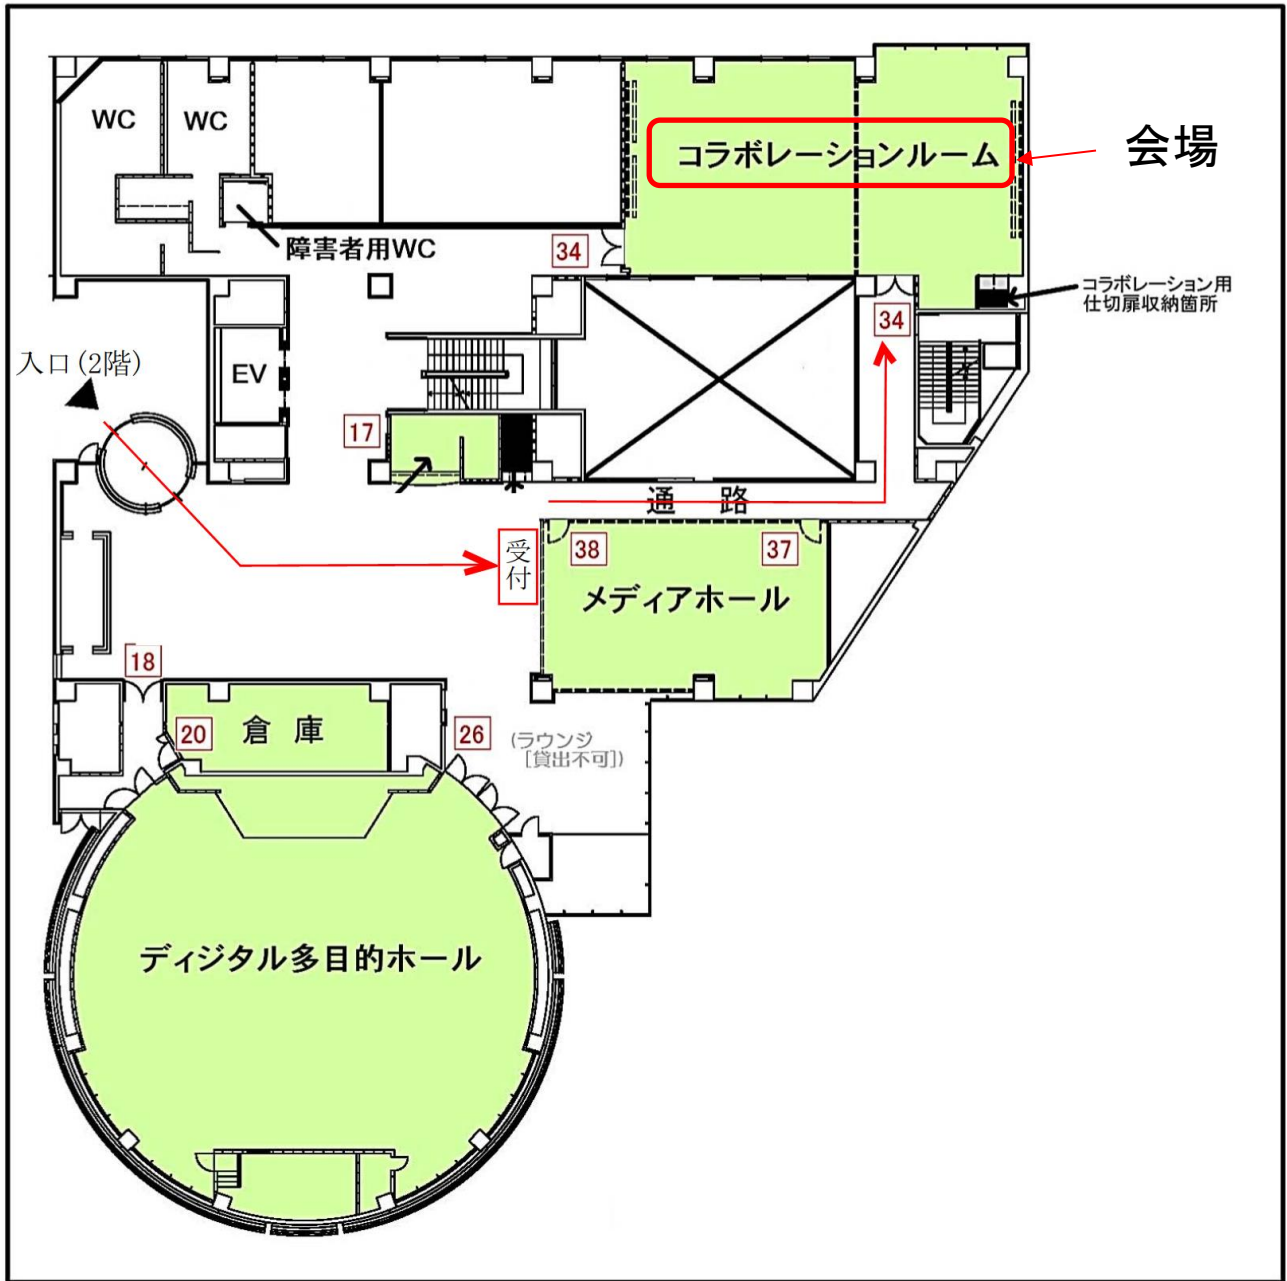 WC
WC
コラボレーションルーム
会場
障害者用WC
34
コラボレーション用
仕切扉収納箇所
34
入口(2階)
EV
17
通 路
受付
38
37
メディアホール
18
20
倉 庫
26
(ラウンジ
[貸出不可])
ディジタル多目的ホール